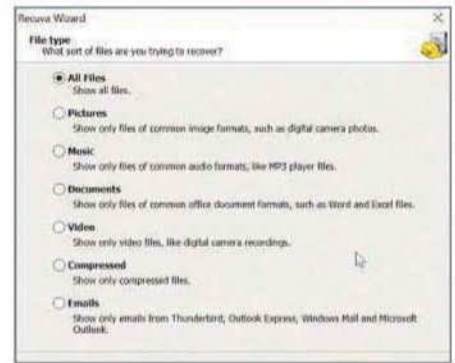 Recuva Wizard
File type
What sort of files are you trying to recover?
All Files
Show all files.
Pictures
Show only files of common image formats, such as digital camera photos.
Music
Show only files of common audio formats, like MP3 player files.
Documents
Show only files of common office document formats, such as Word and Excel files.
Video
Show only video files, like digital camera recordings.
Compressed
Show only compressed files.
Emails
Show only emails from Thunderbird, Outlook Express, Windows Mail and Microsoft
Outlook.